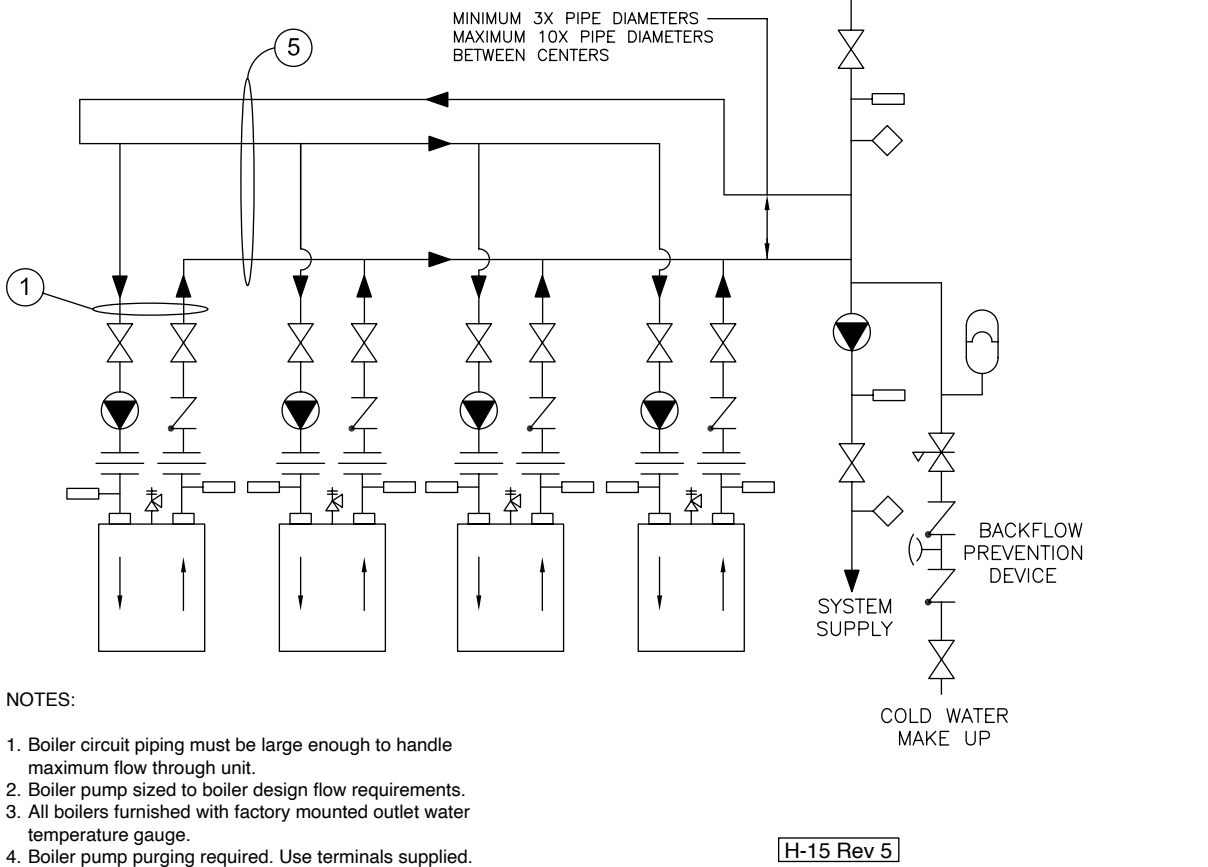 MINIMUM 3X PIPE DIAMETERS
MAXIMUM 10X PIPE DIAMETERS
BETWEEN CENTERS
5
1
BACKFLOW
PREVENTION
DEVICE
SYSTEM
SUPPLY
COLD WATER
MAKE UP
NOTES:
1. Boiler circuit piping must be large enough to handle
maximum flow through unit.
2. Boiler pump sized to boiler design flow requirements.
3. All boilers furnished with factory mounted outlet water
temperature gauge.
4. Boiler pump purging required. Use terminals supplied.
H-15 Rev 5